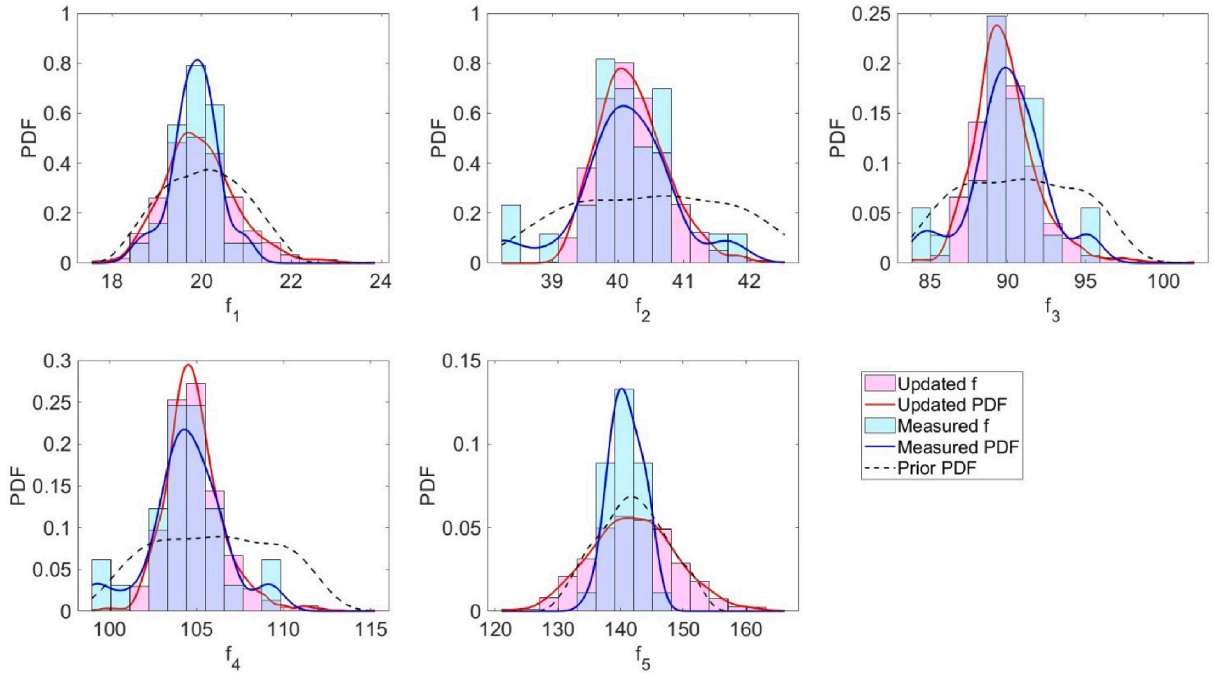 1
0.8
0.6
0.4
0.2
0
PDF
18 20 22 24
f1
1
0.8
0.6
0.4
0.2
0
PDF
39 40 41 42
f2
0.25
0.2
0.15
0.1
0.05
0
PDF
85 90 95 100
f3
0.3
0.25
0.2
0.15
0.1
0.05
0
PDF
100 105 110 115
f4
0.15
0.1
0.05
0
PDF
120 130 140 150 160
f5
Updated f
Updated PDF
Measured f
Measured PDF
Prior PDF